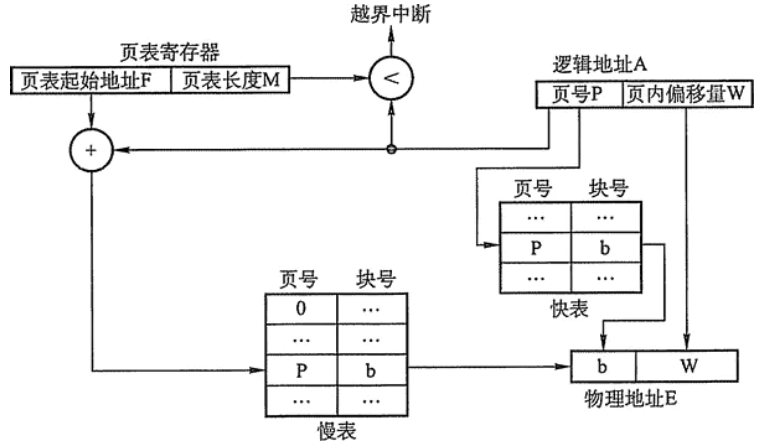 越界中断
页表寄存器
页表起始地址F 页表长度M
<
逻辑地址A
页号P 页内偏移量W
+
页号 块号
… …
P b
… …
快表
页号 块号
0 …
… …
P b
… …
慢表
b W
物理地址E